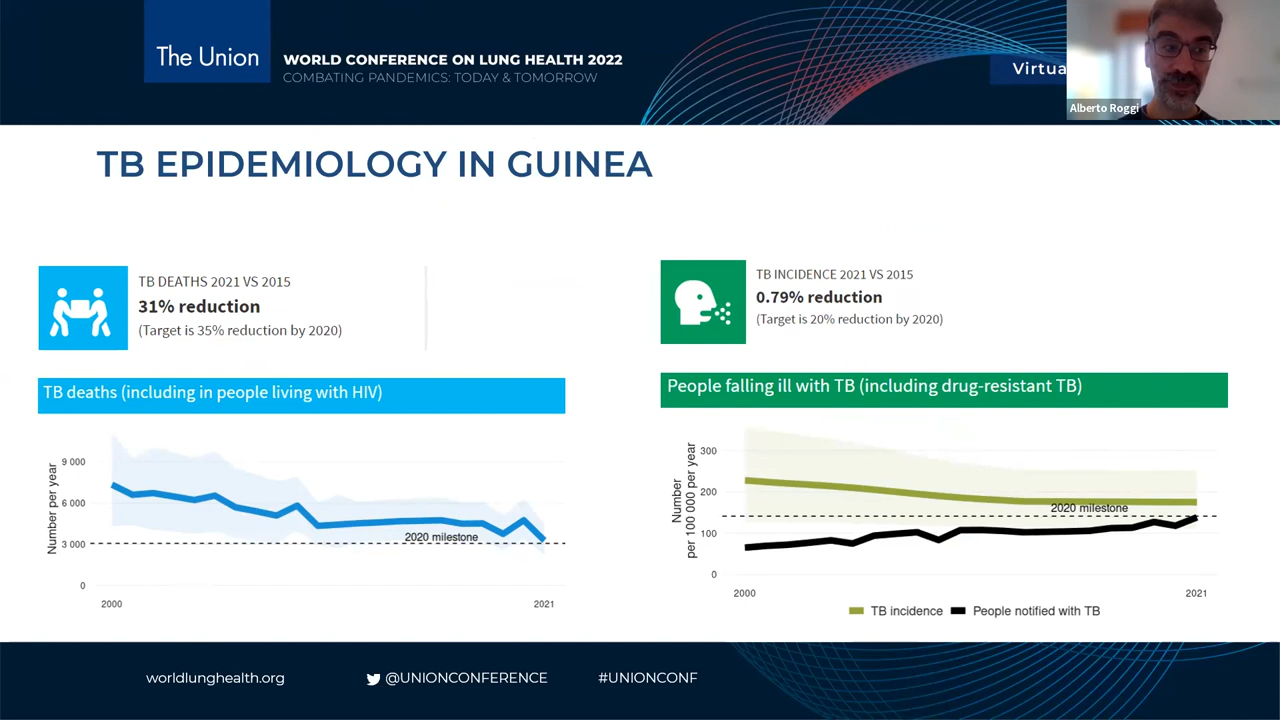 The Union
WORLD CONFERENCE ON LUNG HEALTH 2022
COMBATING PANDEMICS: TODAY & TOMORROW
Virtua
Alberto Roggi
TB EPIDEMIOLOGY IN GUINEA
TB DEATHS 2021 VS 2015
31% reduction
(Target is 35% reduction by 2020)
TB deaths (including in people living with HIV)
Number per year
9 000
6 000
3 000
0
2020 milestone
2000
2021
TB INCIDENCE 2021 VS 2015
0.79% reduction
(Target is 20% reduction by 2020)
People falling ill with TB (including drug-resistant TB)
Number
per 100 000 per year
300
200
100
0
2020 milestone
2000
2021
TB incidence
People notified with TB
worldlunghealth.org
@UNIONCONFERENCE
#UNIONCONF